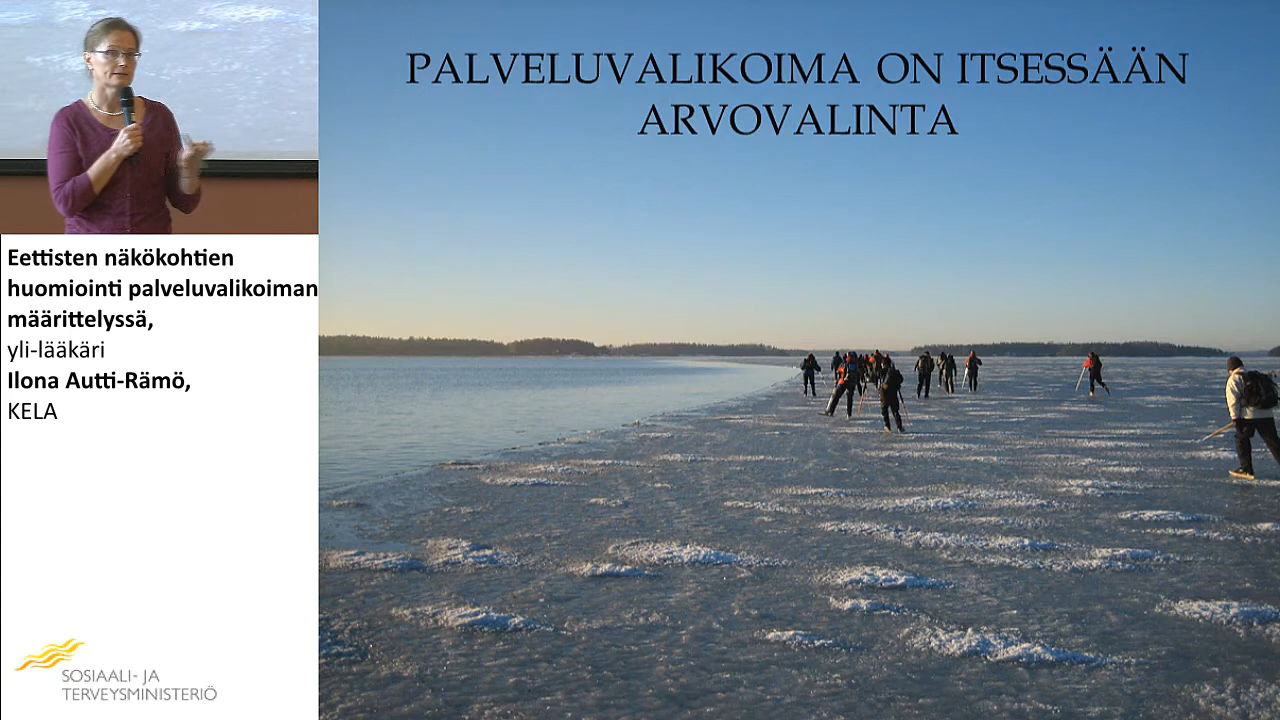 PALVELUVALIKOIMA ON ITSESSÄÄN
ARVOVALINTA
Eettisten näkökohtien
huomiointi palveluvalikoiman
määrittelyssä,
yli-lääkäri
Ilona Autti-Rämö,
KELA
SOSIAALI- JA
TERVEYSMINISTERIÖ